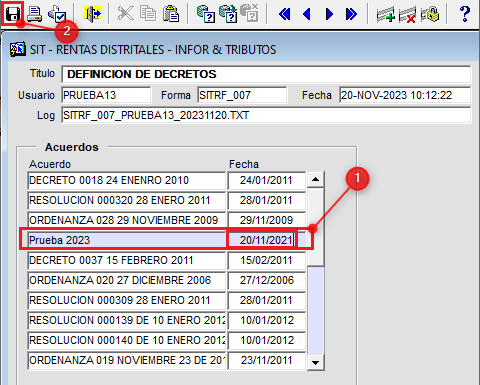 2
SIT - RENTAS DISTRITALES - INFOR & TRIBUTOS
Titulo DEFINICION DE DECRETOS
Usuario PRUEBA13 Forma SITRF_007 Fecha 20-NOV-2023 10:12:22
Log SITRF_007_PRUEBA13_20231120.TXT
Acuerdos
Acuerdo Fecha
DECRETO 0018 24 ENENRO 2010 24/01/2011
1
RESOLUCION 000320 28 ENERO 2011 28/01/2011
ORDENANZA 028 29 NOVIEMBRE 2009 29/11/2009
Prueba 2023 20/11/2021
DECRETO 0037 15 FEBRERO 2011 15/02/2011
ORDENANZA 020 27 DICIEMBRE 2006 27/12/2006
RESOLUCION 000309 28 ENERO 2011 28/01/2011
RESOLUCION 000139 DE 10 ENERO 2012 10/01/2012
RESOLUCION 000140 DE 10 ENERO 2012 10/01/2012
ORDENANZA 019 NOVIEMBRE 23 DE 201 23/11/2011